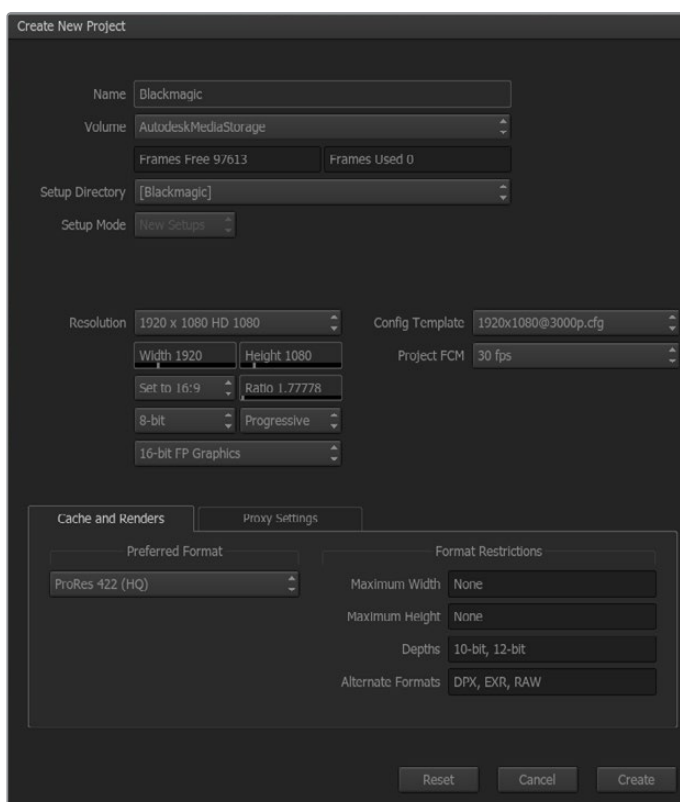 Create New Project
Name Blackmagic
Volume AutodeskMediaStorage
Frames Free 97613 Frames Used 0
Setup Directory [Blackmagic]
Setup Mode New Setups
Resolution 1920 x 1080 HD 1080 Config Template 1920x1080@3000p.cfg
Width 1920 Height 1080 Project FCM 30 fps
Set to 16:9 Ratio 1.77778
8-bit Progressive
16-bit FP Graphics
Cache and Renders Proxy Settings
Preferred Format Format Restrictions
ProRes 422 (HQ) Maximum Width None
Maximum Height None
Depths 10-bit, 12-bit
Alternate Formats DPX, EXR, RAW
Reset Cancel Create